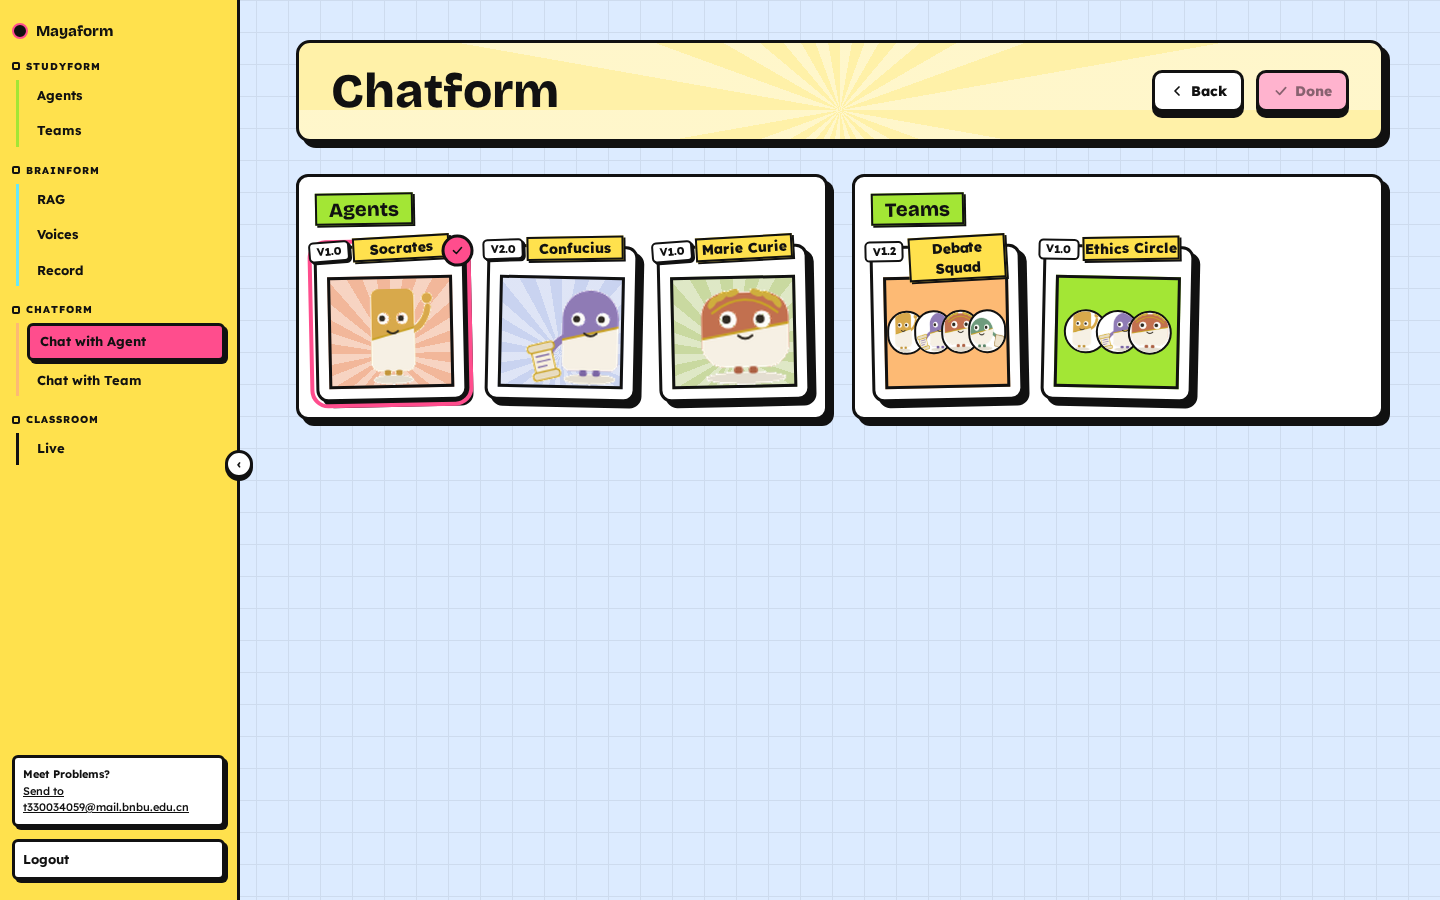 Mayaform
STUDYFORM
Agents
Teams
BRAINFORM
RAG
Voices
Record
CHATFORM
Chat with Agent
Chat with Team
CLASSROOM
Live
Meet Problems?
Send to
t330034059@mail.bnbu.edu.cn
Logout
Chatform
Back
Done
Agents
V1.0
Socrates
V2.0
Confucius
V1.0
Marie Curie
Teams
V1.2
Debate
Squad
V1.0
Ethics Circle